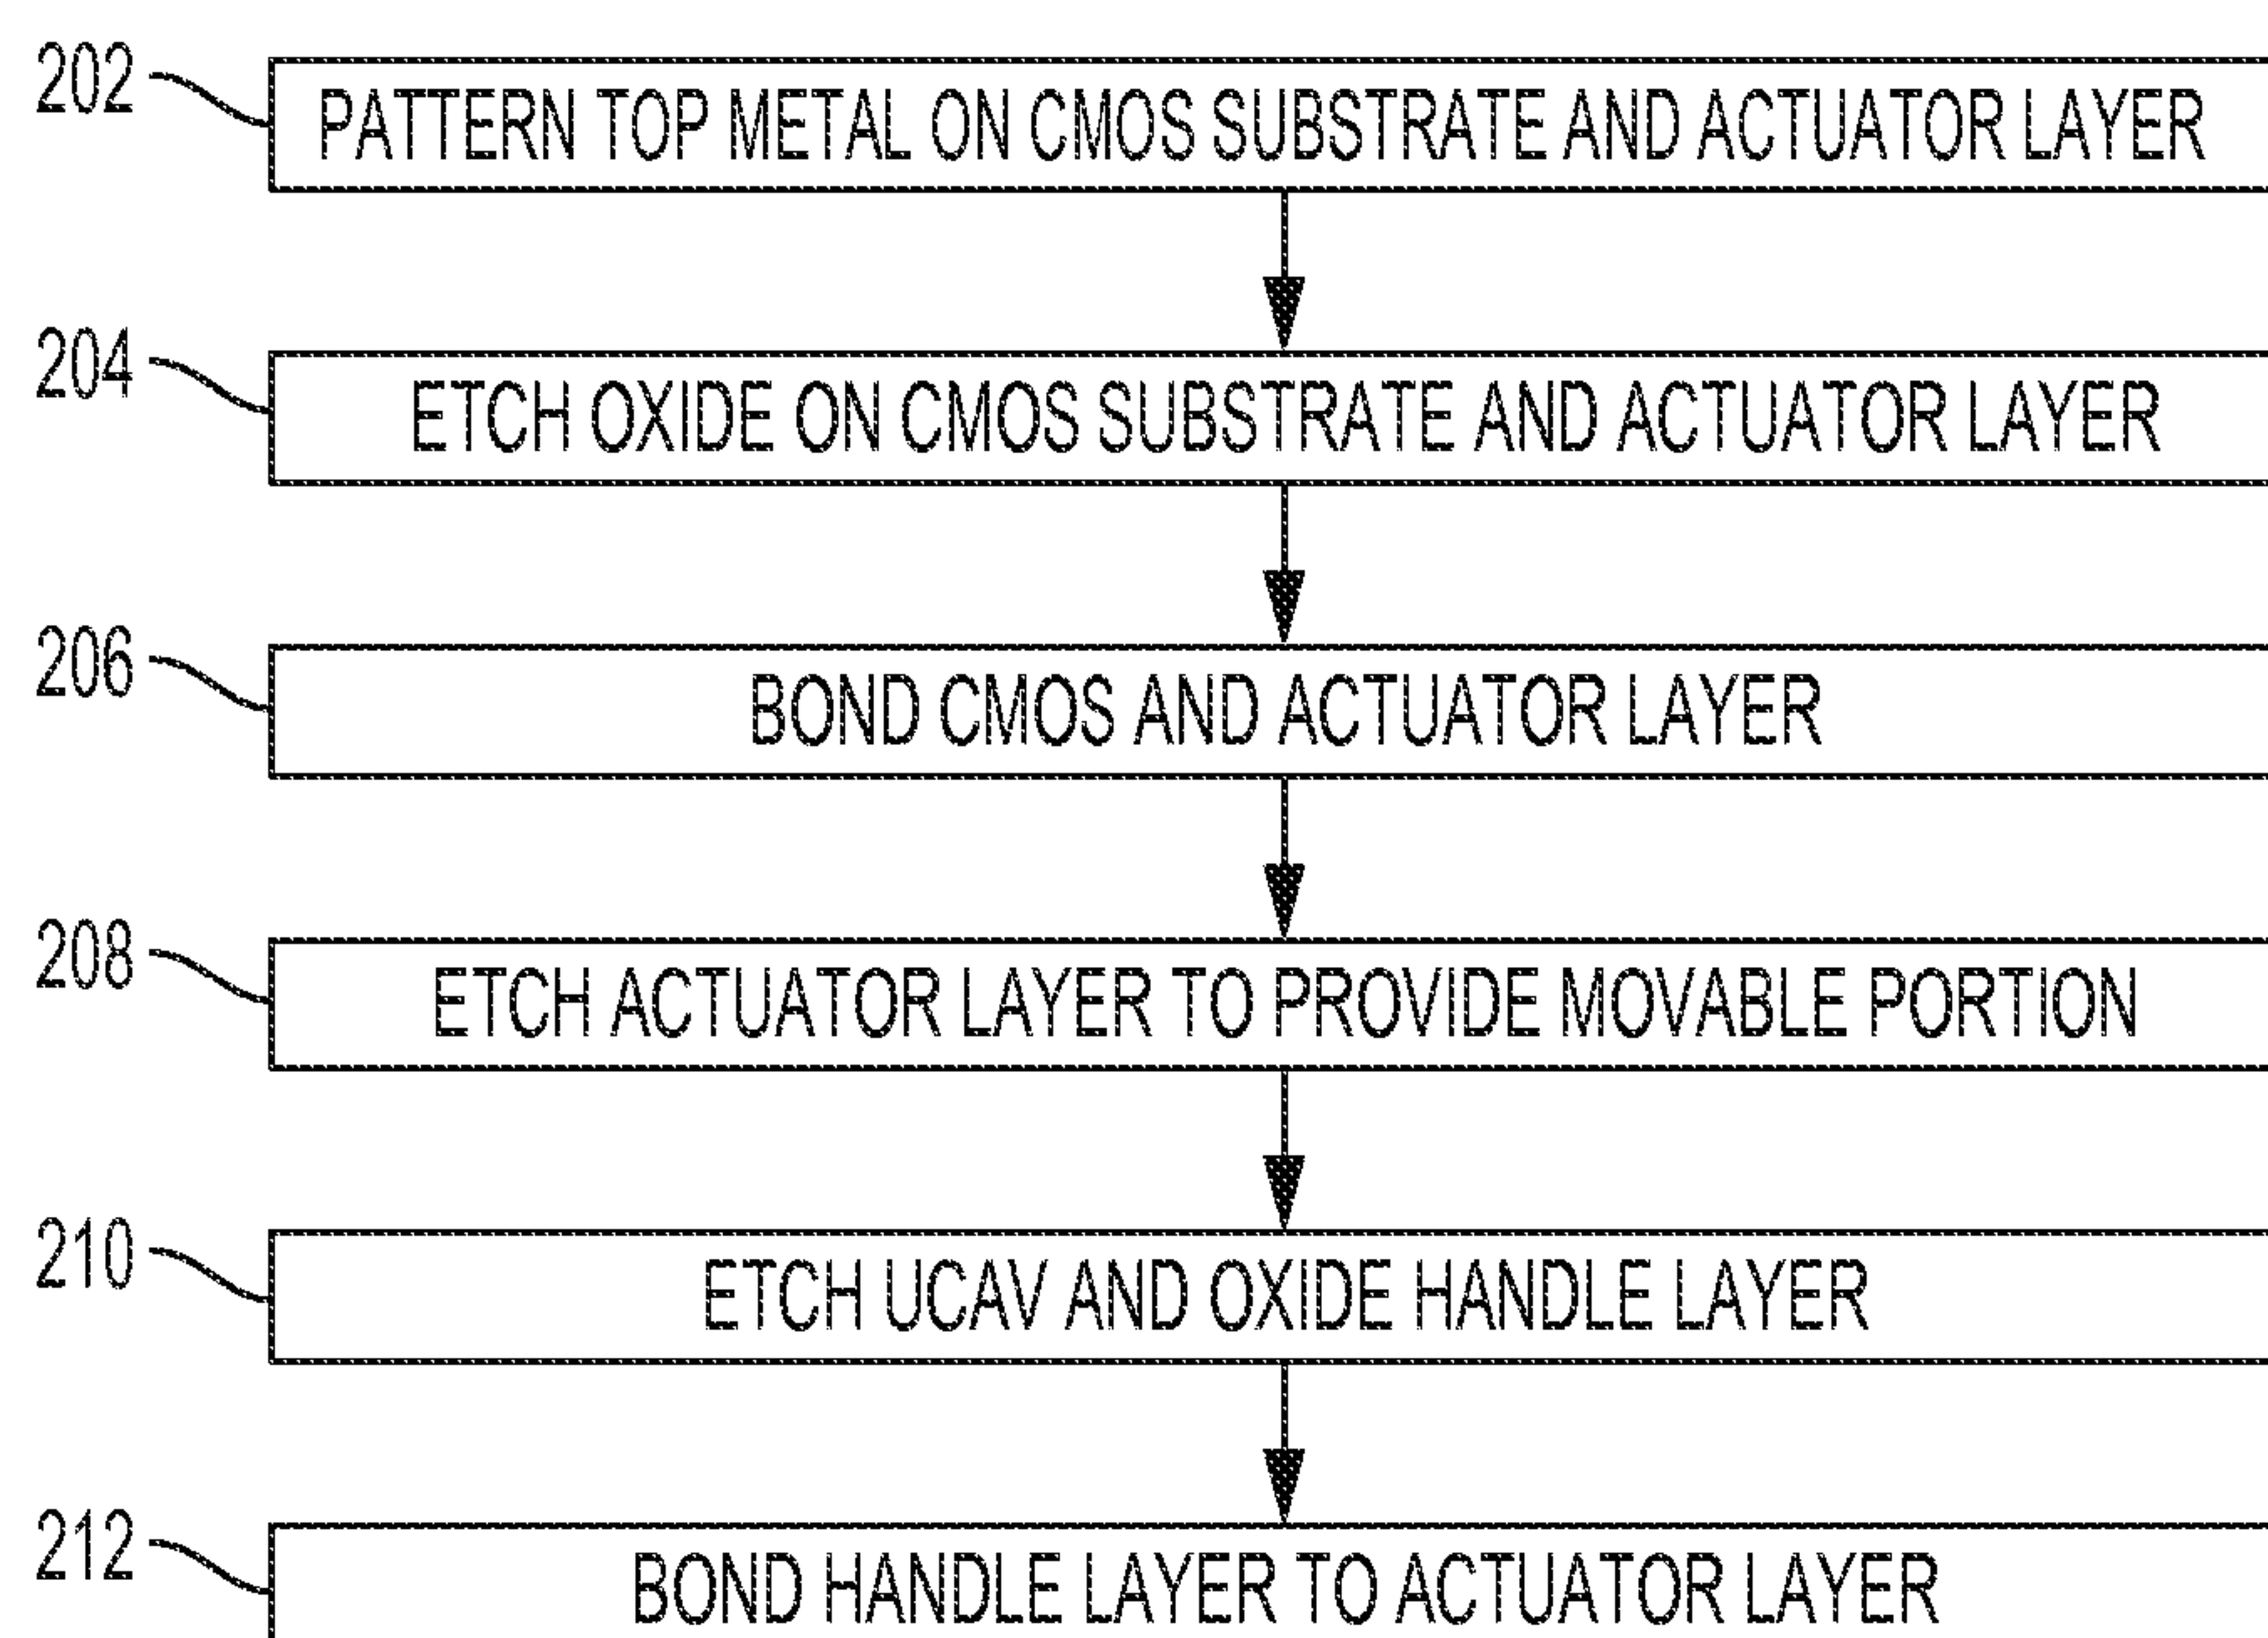 202 PATTERN TOP METAL ON CMOS SUBSTRATE AND ACTUATOR LAYER
204 ETCH OXIDE ON CMOS SUBSTRATE AND ACTUATOR LAYER
206 BOND CMOS AND ACTUATOR LAYER
208 ETCH ACTUATOR LAYER TO PROVIDE MOVABLE PORTION
210 ETCH UCAV AND OXIDE HANDLE LAYER
212 BOND HANDLE LAYER TO ACTUATOR LAYER